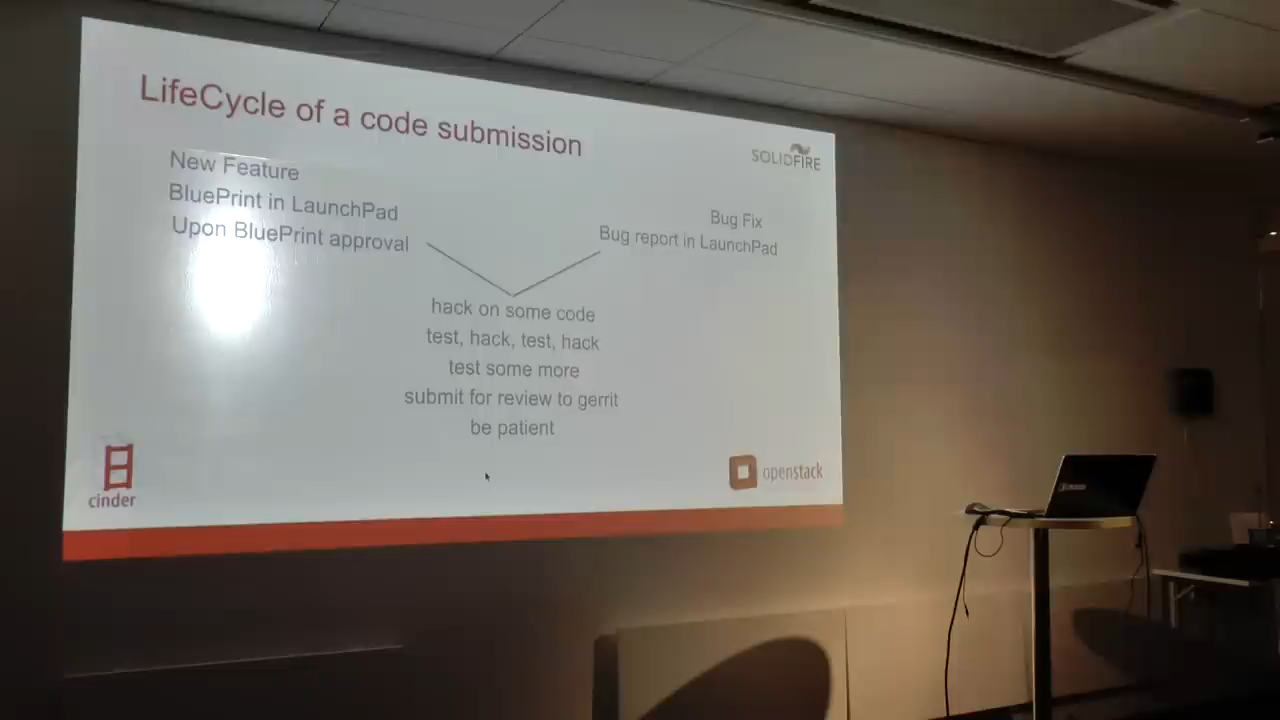 LifeCycle of a code submission
SOLIDFIRE
New Feature
BluePrint in LaunchPad
Upon BluePrint approval
Bug Fix
Bug report in LaunchPad
hack on some code
test, hack, test, hack
test some more
submit for review to gerrit
be patient
cinder
openstack